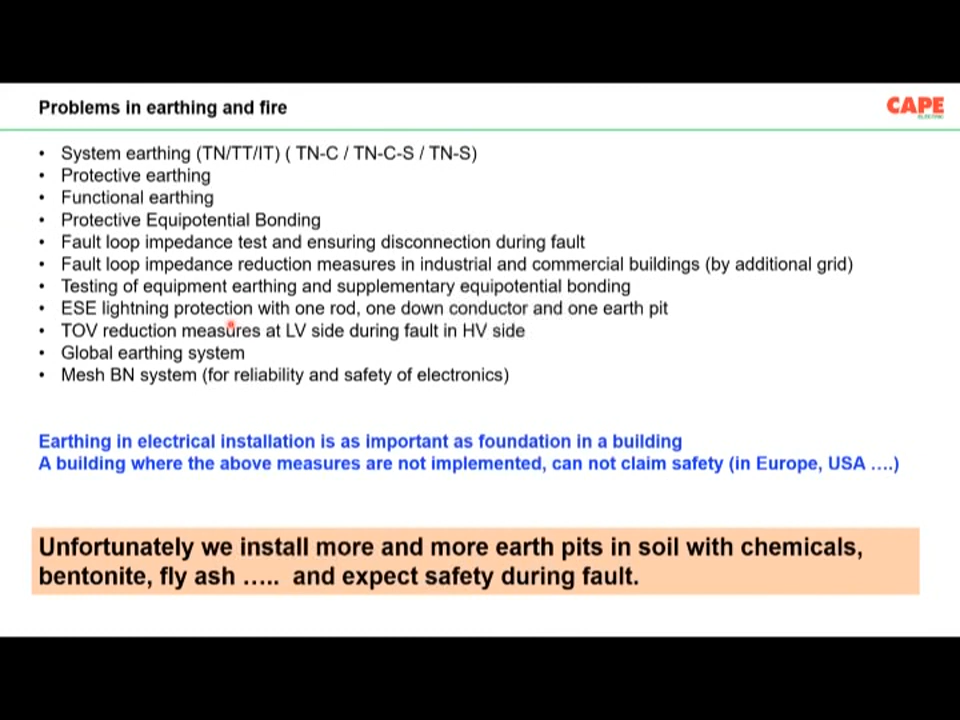 Problems in earthing and fire
CAPE
ELECTRIC
• System earthing (TN/TT/IT) ( TN-C / TN-C-S / TN-S)
• Protective earthing
• Functional earthing
• Protective Equipotential Bonding
• Fault loop impedance test and ensuring disconnection during fault
• Fault loop impedance reduction measures in industrial and commercial buildings (by additional grid)
• Testing of equipment earthing and supplementary equipotential bonding
• ESE lightning protection with one rod, one down conductor and one earth pit
• TOV reduction measures at LV side during fault in HV side
• Global earthing system
• Mesh BN system (for reliability and safety of electronics)
Earthing in electrical installation is as important as foundation in a building
A building where the above measures are not implemented, can not claim safety (in Europe, USA ....)
Unfortunately we install more and more earth pits in soil with chemicals,
bentonite, fly ash ….. and expect safety during fault.